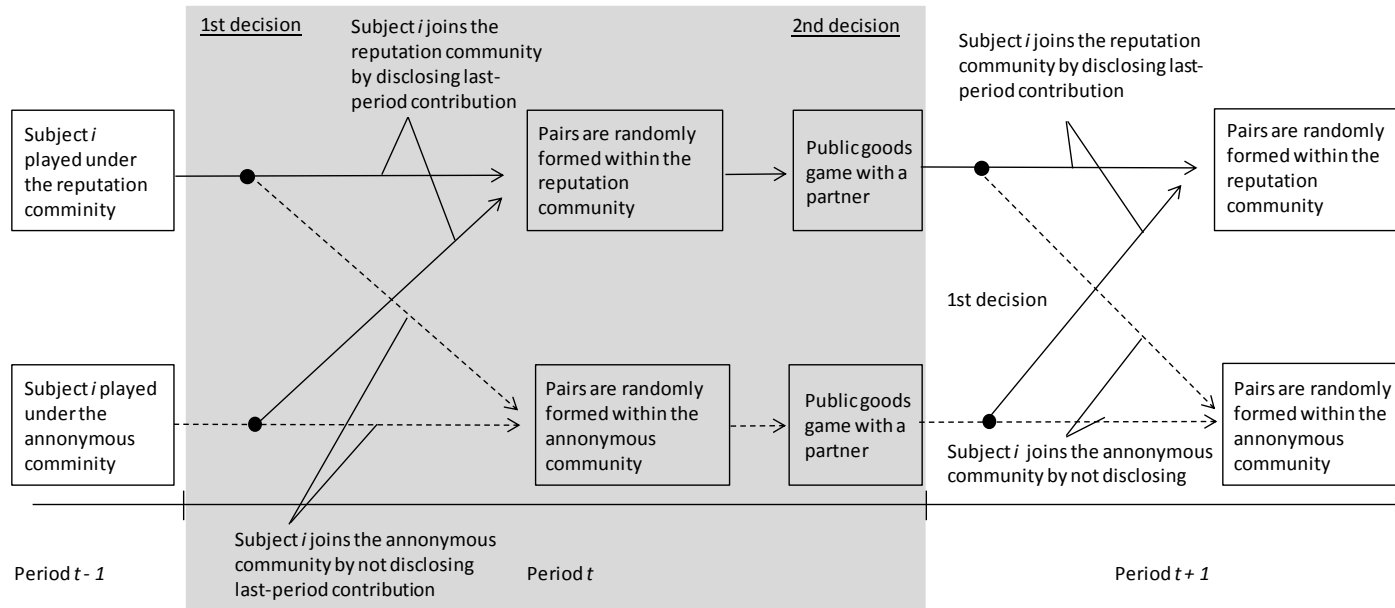 1st decision
Subject i joins the
reputation community
by disclosing last-
period contribution
2nd decision
Subject i joins the reputation
community by disclosing last-
period contribution
Subject i
played under
the reputation
comminity
Pairs are randomly
formed within the
reputation
community
Public goods
game with a
partner
Pairs are randomly
formed within the
reputation
community
1st decision
Subject i played
under the
annonymous
comminity
Pairs are randomly
formed within the
annonymous
community
Public goods
game with a
partner
Pairs are randomly
formed within the
annonymous
community
Subject i joins the annonymous
community by not disclosing
Subject i joins the annonymous
community by not disclosing
last-period contribution
Period t - 1
Period t
Period t + 1